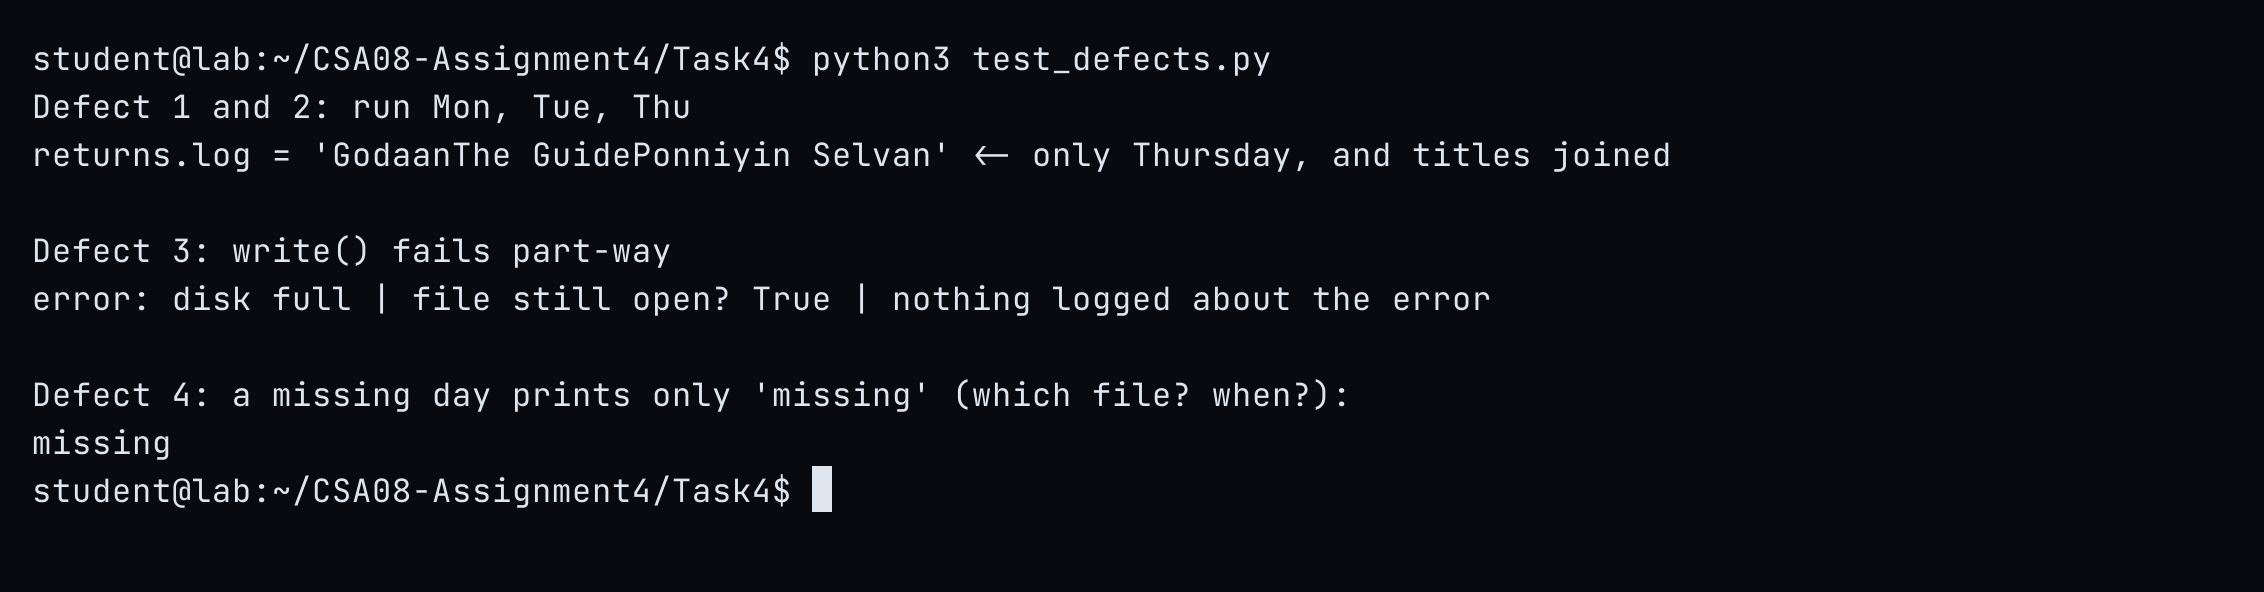 student@lab:~/CSA08-Assignment4/Task4$ python3 test_defects.py
Defect 1 and 2: run Mon, Tue, Thu
returns.log = 'GodaanThe GuidePonniyin Selvan' <- only Thursday, and titles joined
Defect 3: write() fails part-way
error: disk full | file still open? True | nothing logged about the error
Defect 4: a missing day prints only 'missing' (which file? when?):
missing
student@lab:~/CSA08-Assignment4/Task4$